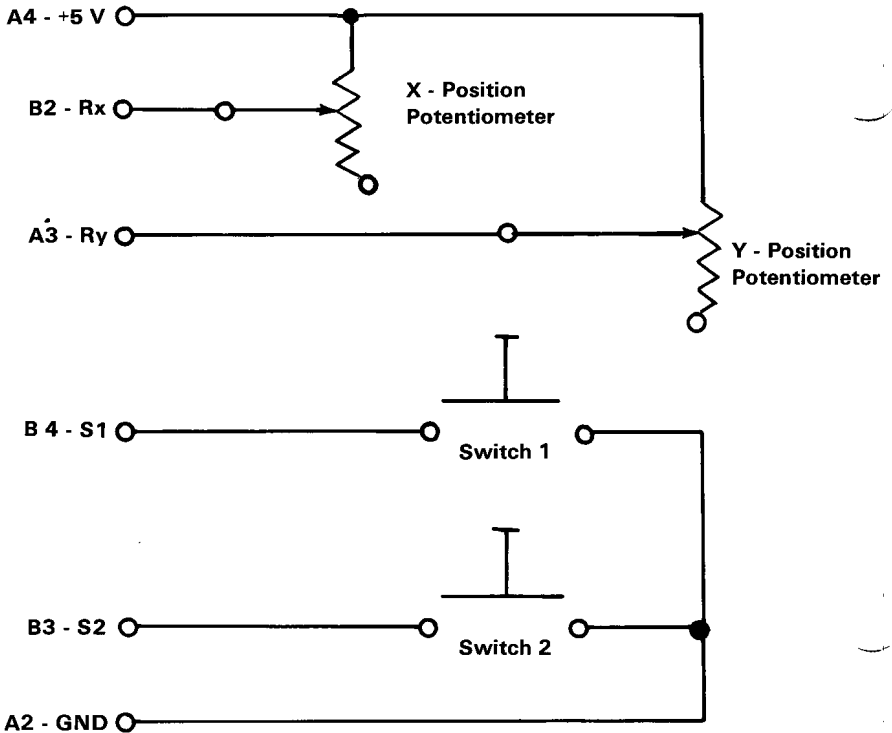 A4 - +5 V
B2 - Rx
X - Position
Potentiometer
A3 - Ry
Y - Position
Potentiometer
B 4 - S1
Switch 1
B3 - S2
Switch 2
A2 - GND